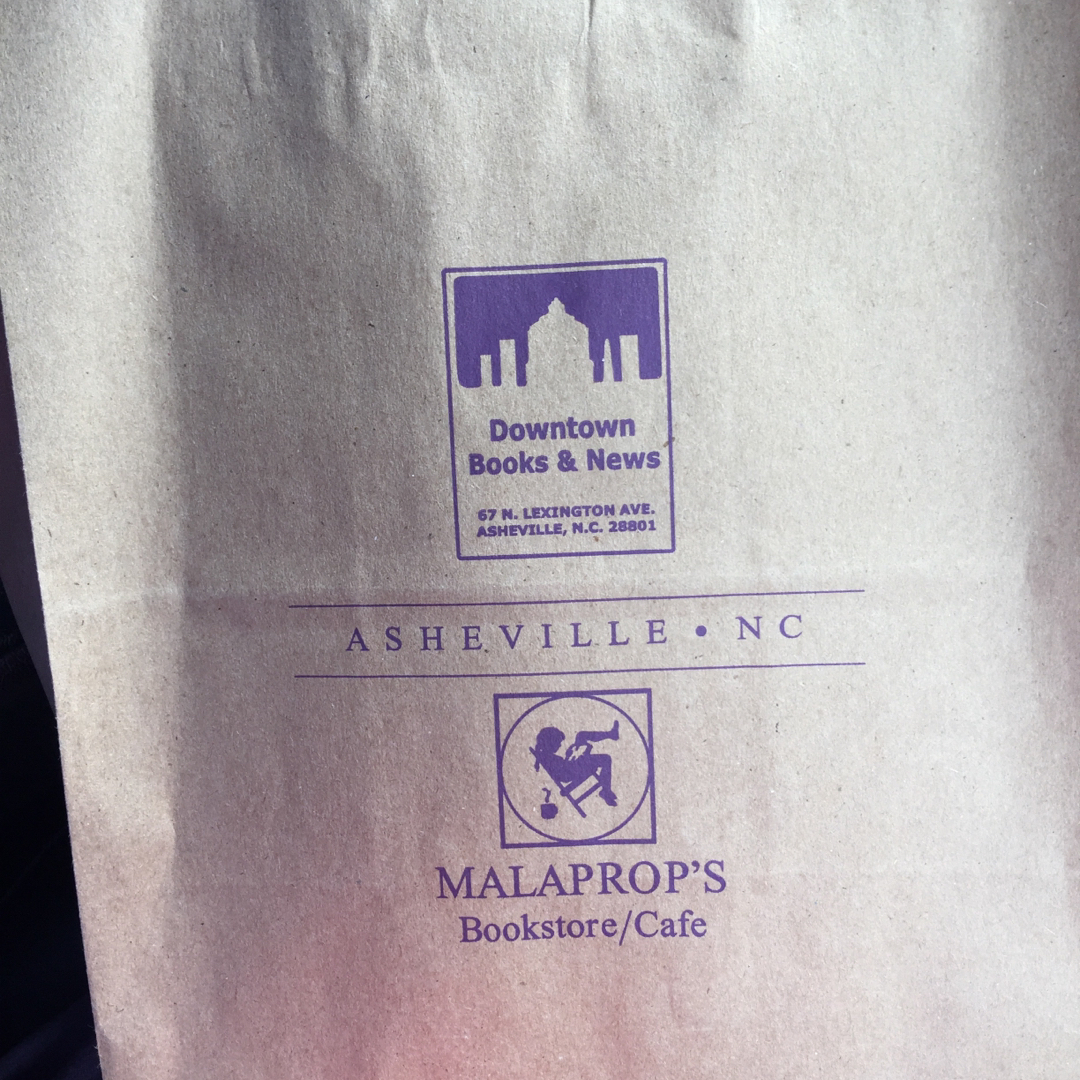 Downtown
Books & News
67 N. LEXINGTON AVE.
ASHEVILLE, N.C. 28801
ASHEVILLE • NC
MALAPROP'S
Bookstore/Cafe